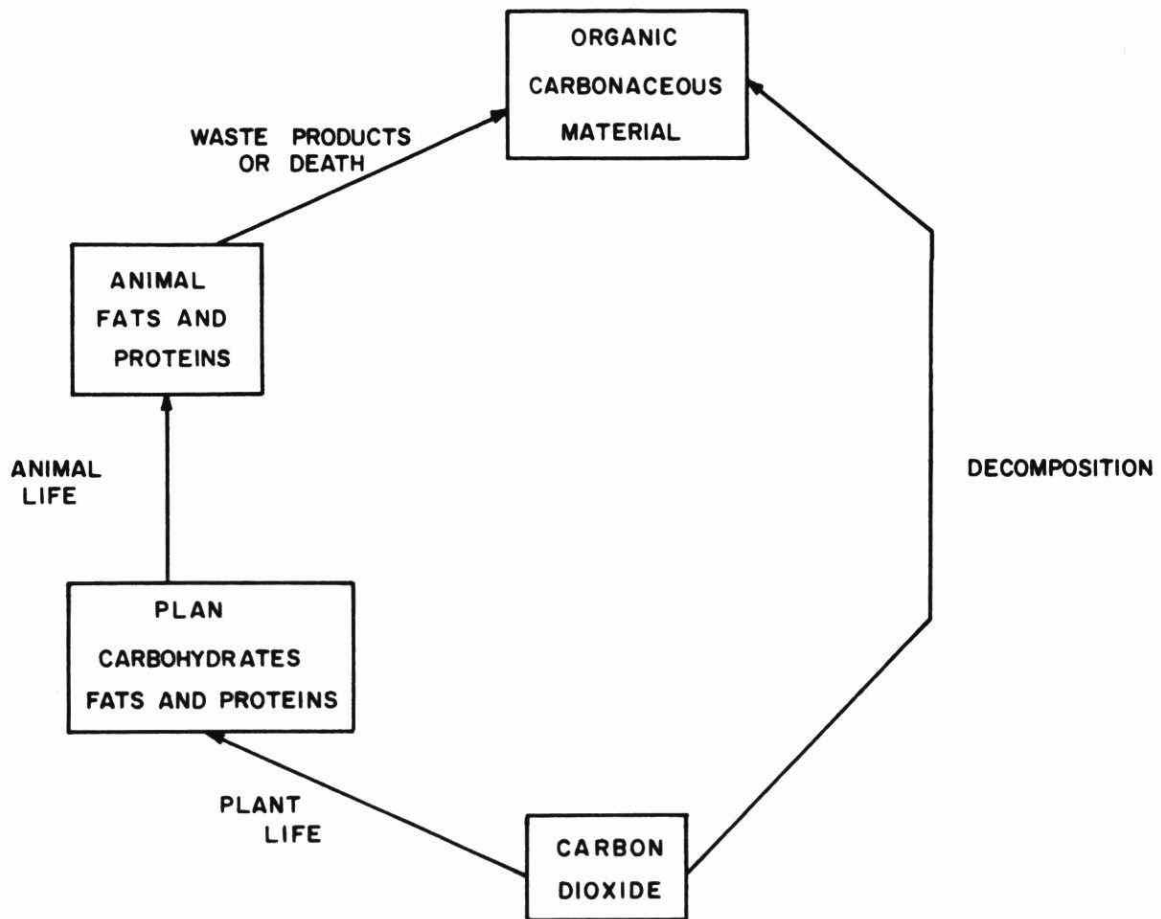 ORGANIC
CARBONACEOUS
MATERIAL
WASTE PRODUCTS
OR DEATH
ANIMAL
FATS AND
PROTEINS
ANIMAL
LIFE
DECOMPOSITION
PLAN
CARBOHYDRATES
FATS AND PROTEINS
PLANT
LIFE
CARBON
DIOXIDE